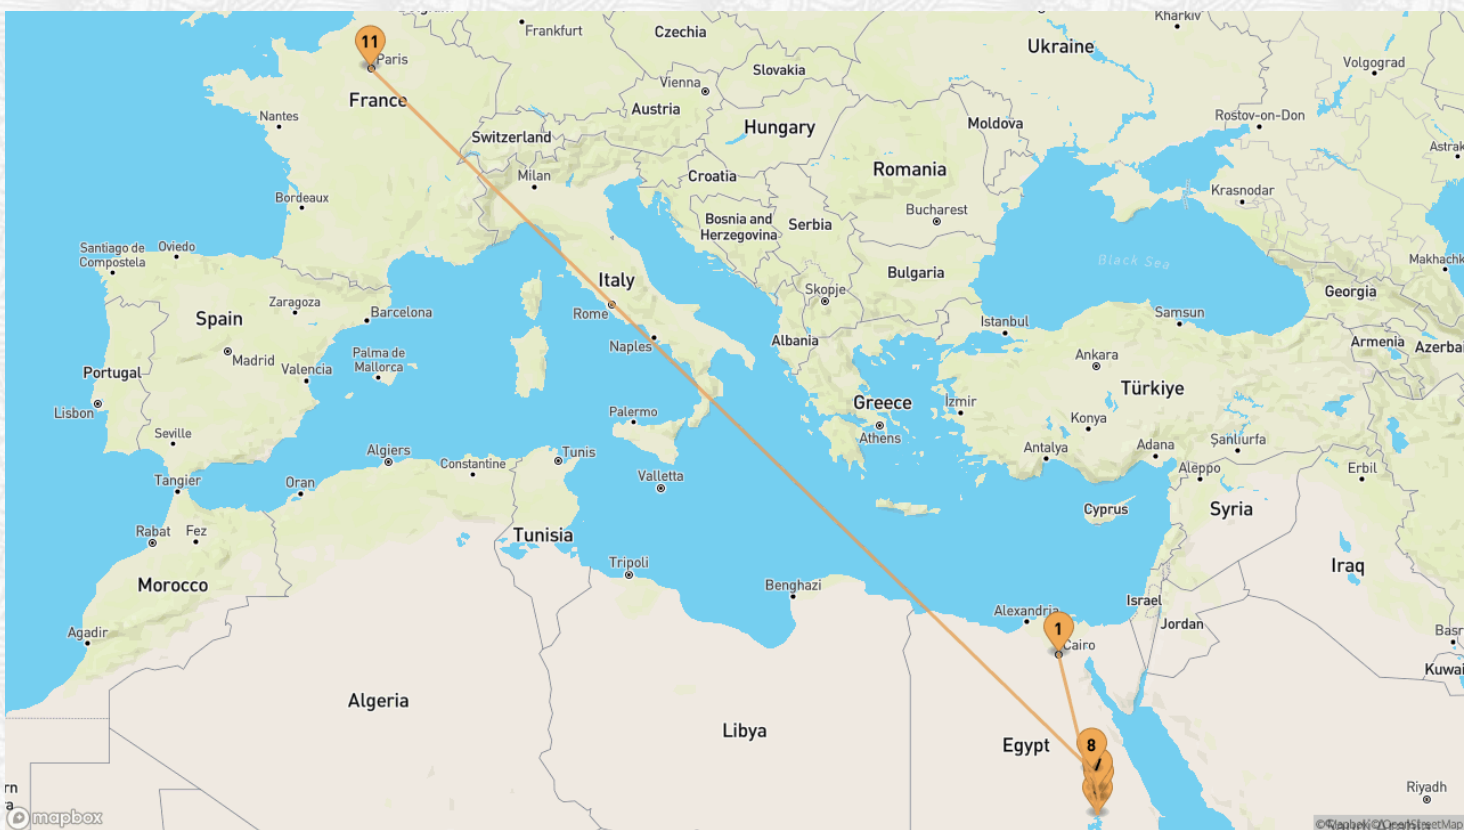 Kharkiv
11
Paris
Frankfurt
Czechia
Ukraine
Volgograd
Slovakia
Vienna
France
Austria
Nantes
Switzerland
Hungary
Moldova
Rostov-on-Don
Astrak
Milan
Croatia
Romania
Krasnodar
Bordeaux
Bosnia and
Herzegovina
Serbia
Bucharest
Santiago de
Compostela
Oviedo
Black Sea
Makhachk
Italy
Bulgaria
Skopje
Georgia
Zaragoza
Barcelona
Rome
Spain
Istanbul
Samsun
Naples
Albania
Armenia
Azerbai
Madrid
Palma de
Mallorca
Ankara
Portugal
Valencia
Türkiye
Lisbon
Palermo
Greece
İzmir
Konya
Seville
Athens
Antalya
Adana
Şanlıurfa
Algiers
Constantine
Tunis
Aleppo
Erbil
Tangier
Oran
Valletta
Cyprus
Syria
Rabat
Fez
Tunisia
Tripoli
Iraq
Morocco
Benghazi
Israel
Alexandria
Jordan
Agadir
1
Cairo
Basr
Kuwai
Algeria
Libya
Egypt
8
Riyadh
mapbox